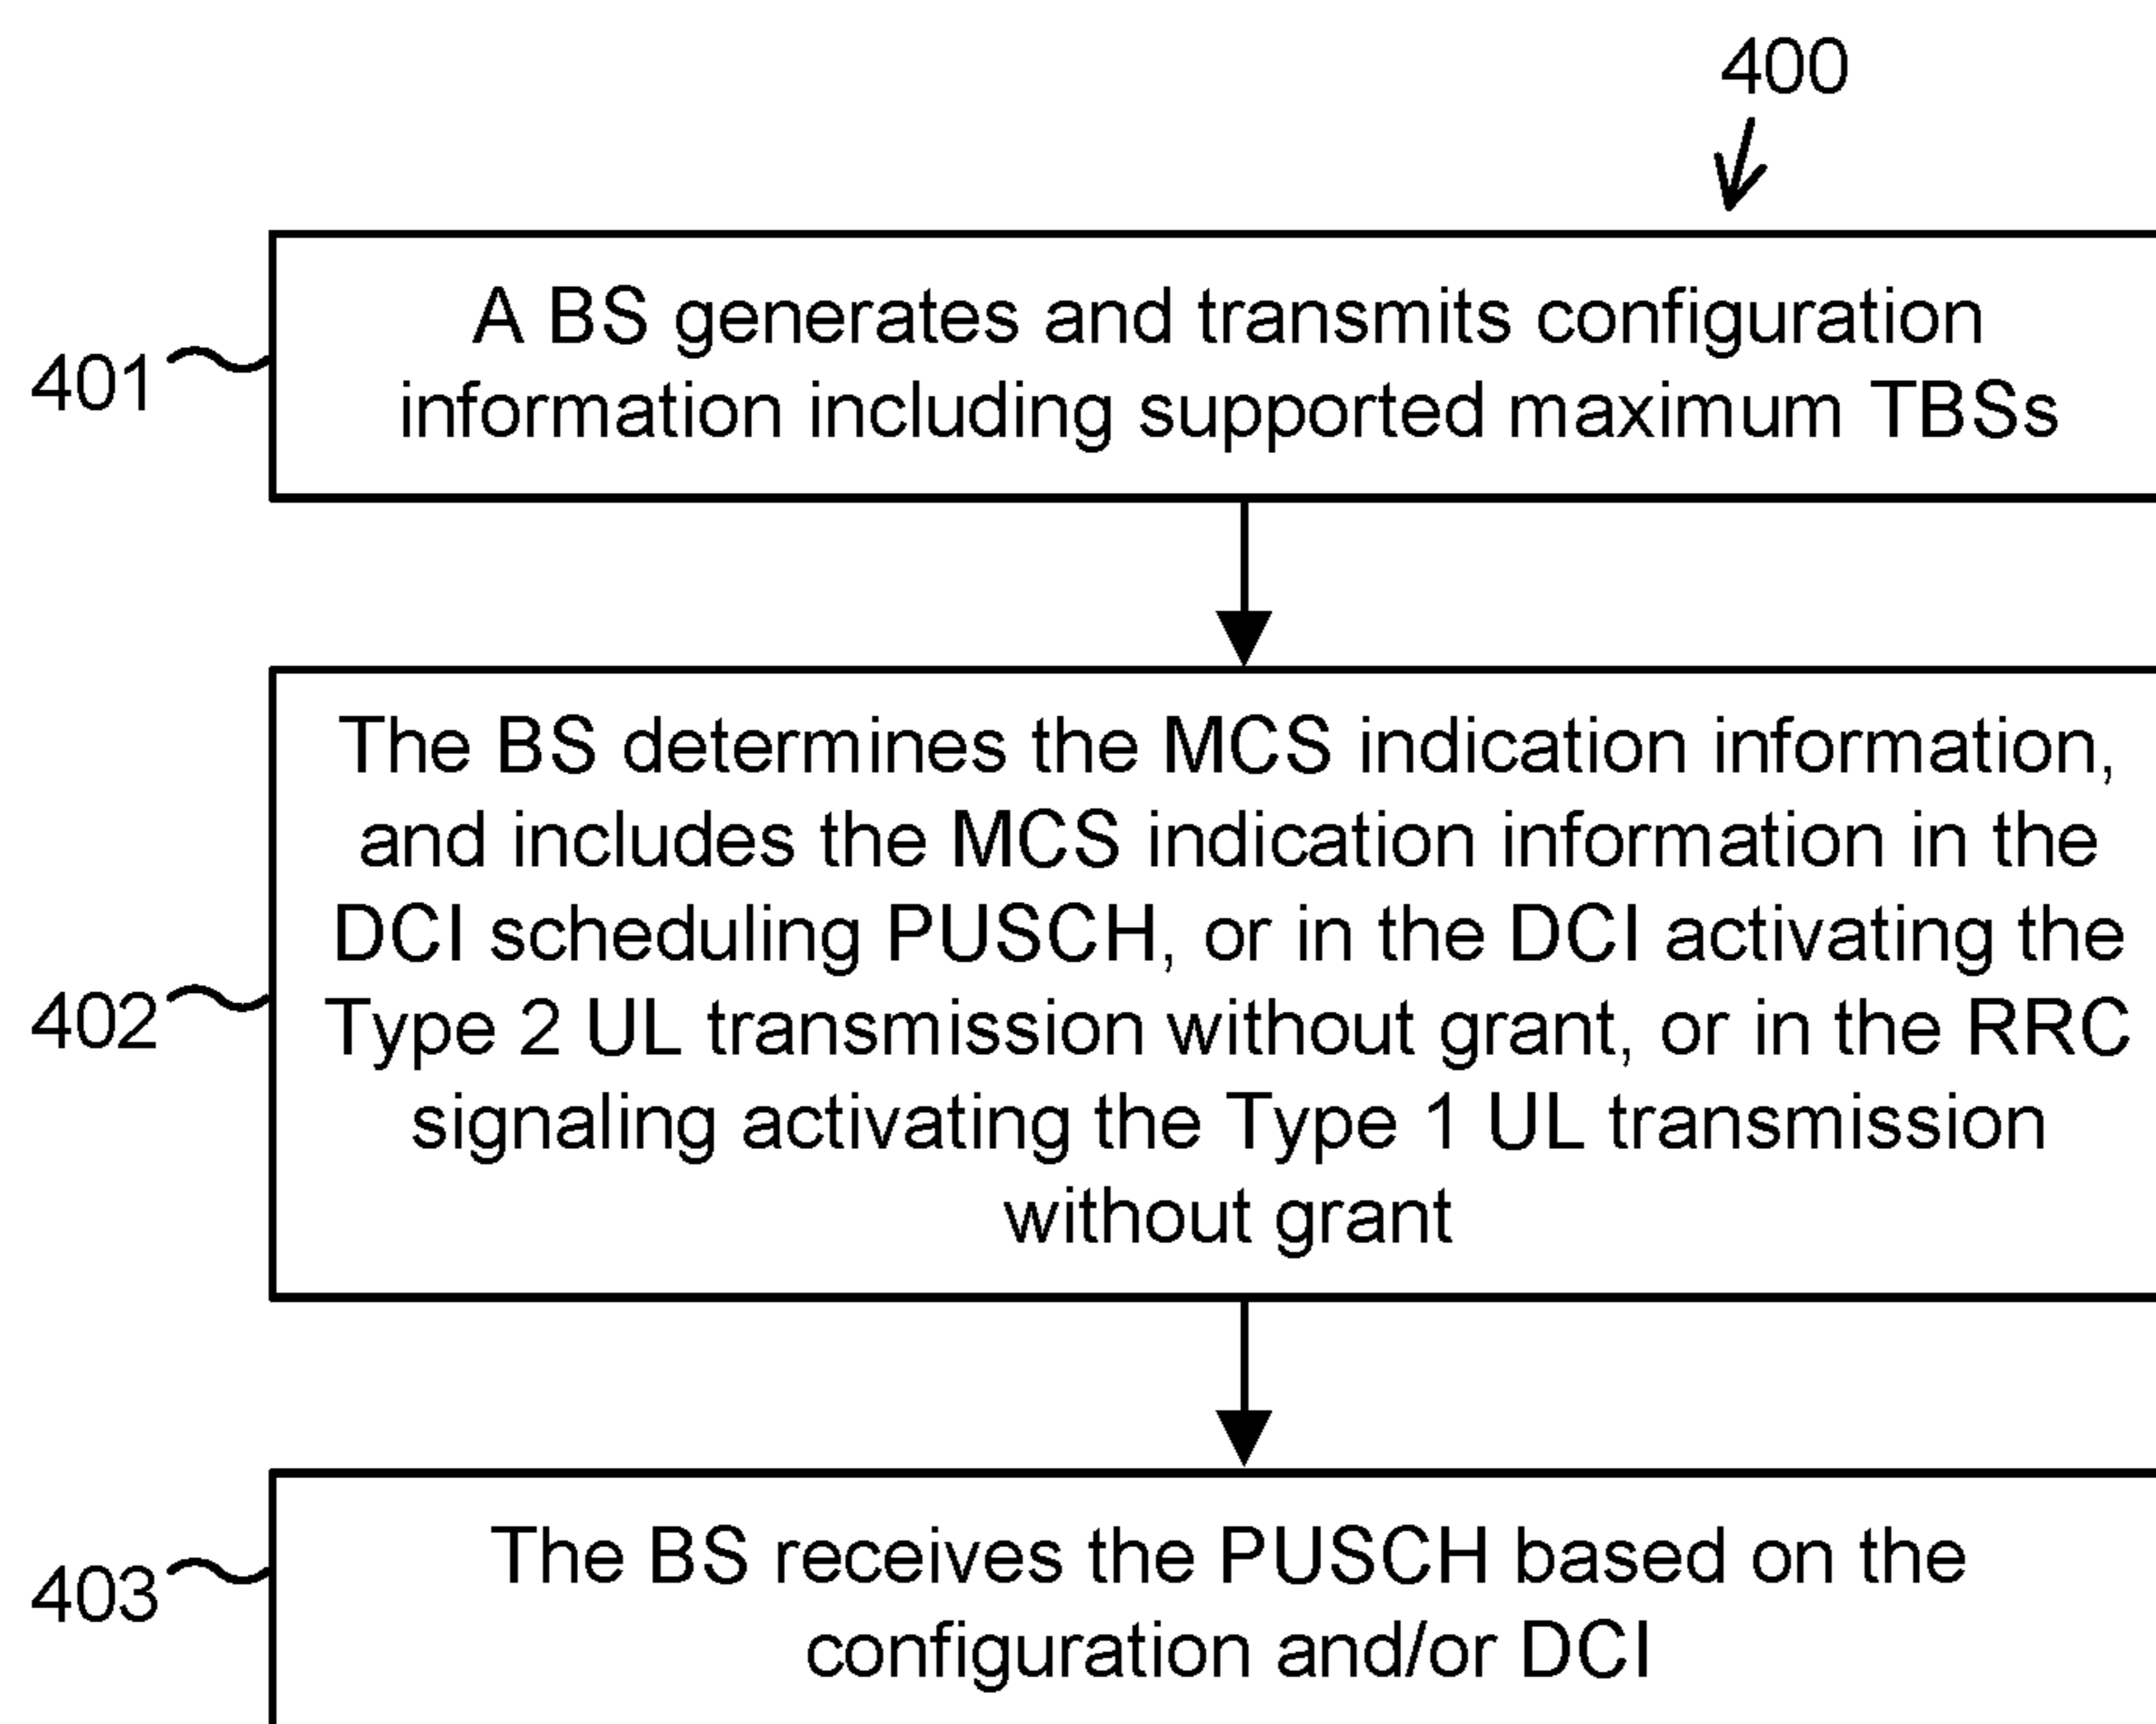 400
401
A BS generates and transmits configuration
information including supported maximum TBSs
402
The BS determines the MCS indication information,
and includes the MCS indication information in the
DCI scheduling PUSCH, or in the DCI activating the
Type 2 UL transmission without grant, or in the RRC
signaling activating the Type 1 UL transmission
without grant
403
The BS receives the PUSCH based on the
configuration and/or DCI